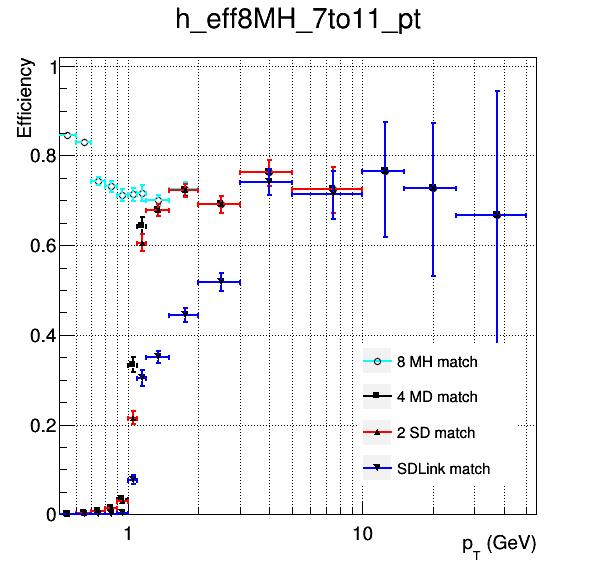 h_eff8MH_7to11_pt
Efficiency
1
0.8
0.6
0.4
0.2
0
8 MH match
4 MD match
2 SD match
SDLink match
1
10
p_T (GeV)